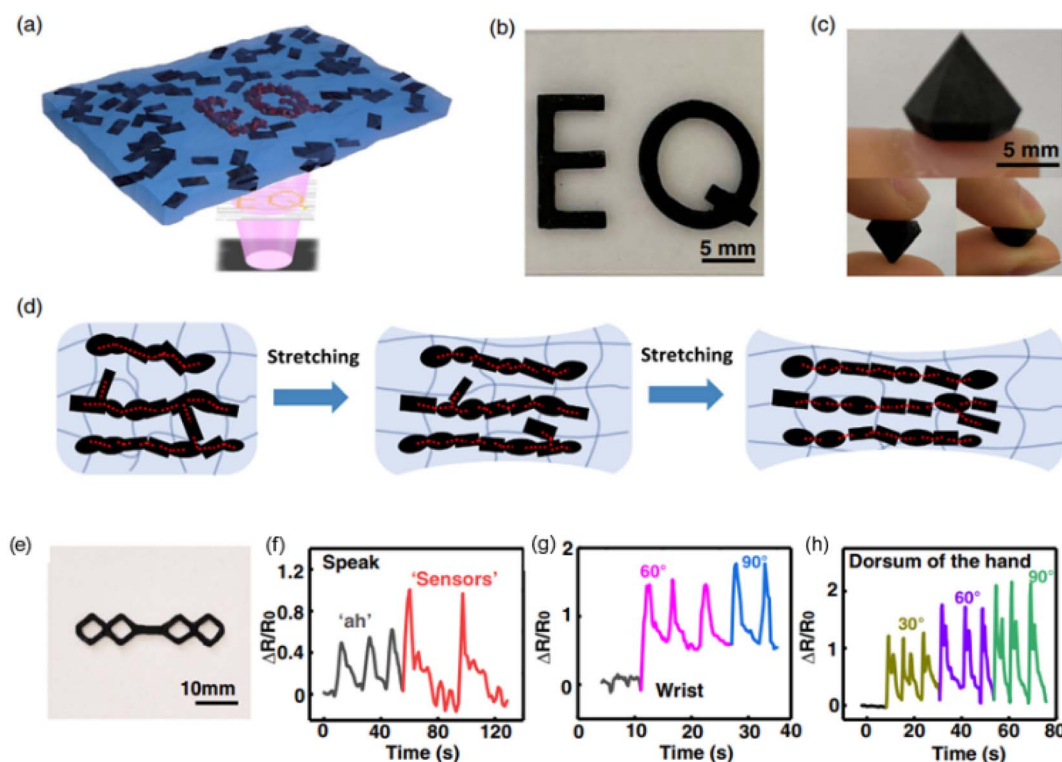 (a)
EQ
EQ
(b)
EQ
5 mm
(c)
5 mm
(d)
Stretching
Stretching
(e)
10mm
(f)
Speak
'ah'
'Sensors'
1.2
0.8
0.4
0
ΔR/R0
0
40
80
120
Time (s)
(g)
60°
90°
Wrist
2
1
0
ΔR/R0
0
10
20
30
40
Time (s)
(h)
Dorsum of the hand
30°
60°
90°
2
1
0
ΔR/R0
0
20
40
60
80
Time (s)